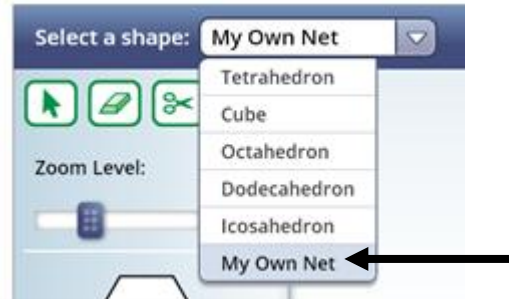 Select a shape: My Own Net
Tetrahedron
Cube
Octahedron
Zoom Level:
Dodecahedron
Icosahedron
My Own Net